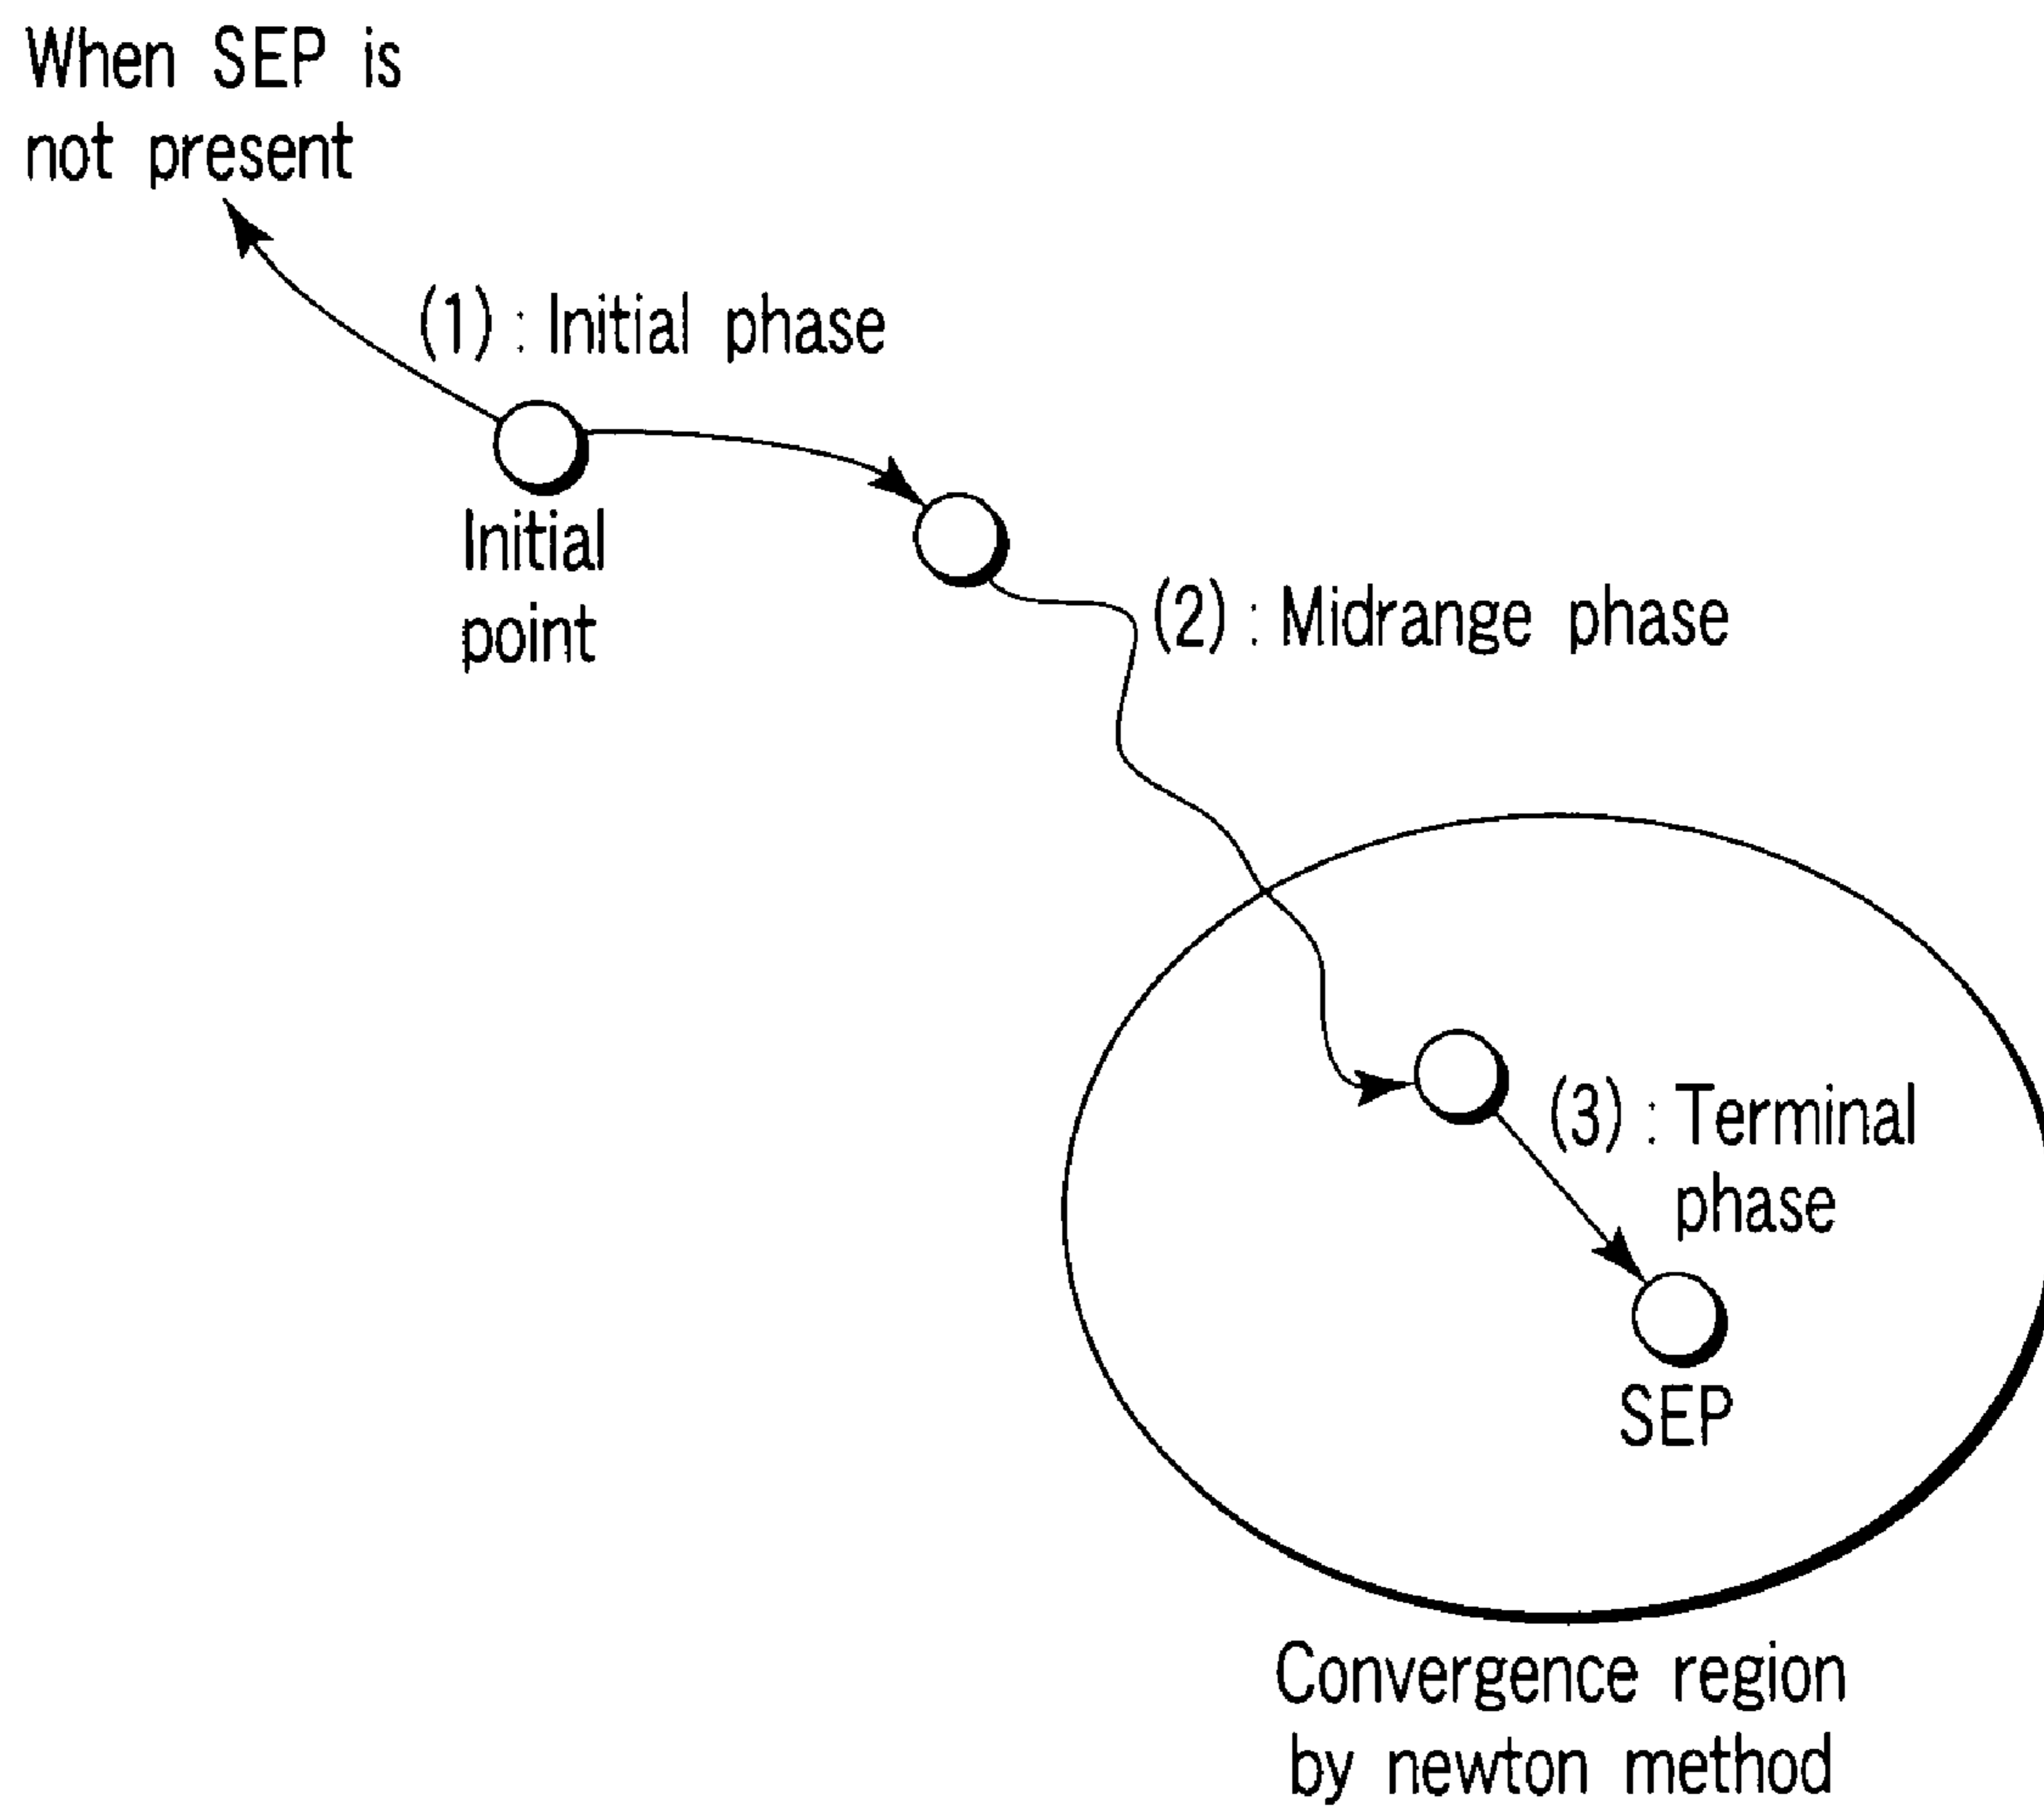 When SEP is
not present
(1) : Initial phase
Initial
point
(2) : Midrange phase
(3) : Terminal
phase
SEP
Convergence region
by newton method